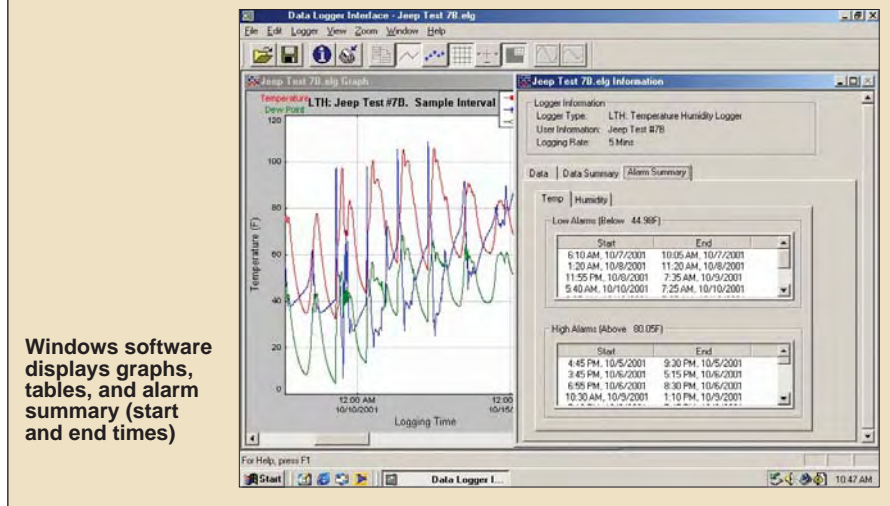 Data Logger Interface - Jeep Test 7B.elg
File Edit Logger View Zoom Window Help
Jeep Test 7B.elg Graph
Temperature
Dew Point
LTH: Jeep Test #7B. Sample Interval
120
100
80
60
40
20
0
Temperature (F)
12:00 AM
10/10/2001
12:00
10/15/
Logging Time
Jeep Test 7B.elg Information
Logger Information
Logger Type: LTH: Temperature Humidity Logger
User Information: Jeep Test #7B
Logging Rate: 5 Mins
Data Data Summary Alarm Summary
Temp Humidity
Low Alarms (Below 44.98F)
Start End
6:10 AM, 10/7/2001 10:05 AM, 10/7/2001
1:20 AM, 10/8/2001 11:20 AM, 10/8/2001
11:55 PM, 10/8/2001 7:35 AM, 10/9/2001
5:40 AM, 10/10/2001 7:25 AM, 10/10/2001
High Alarms (Above 80.05F)
Start End
4:45 PM, 10/5/2001 9:30 PM, 10/5/2001
3:45 PM, 10/6/2001 5:15 PM, 10/6/2001
6:55 PM, 10/6/2001 8:30 PM, 10/6/2001
10:30 AM, 10/9/2001 1:10 PM, 10/9/2001
Windows software
displays graphs,
tables, and alarm
summary (start
and end times)
For Help, press F1
Start Data Logger I... 10:47 AM